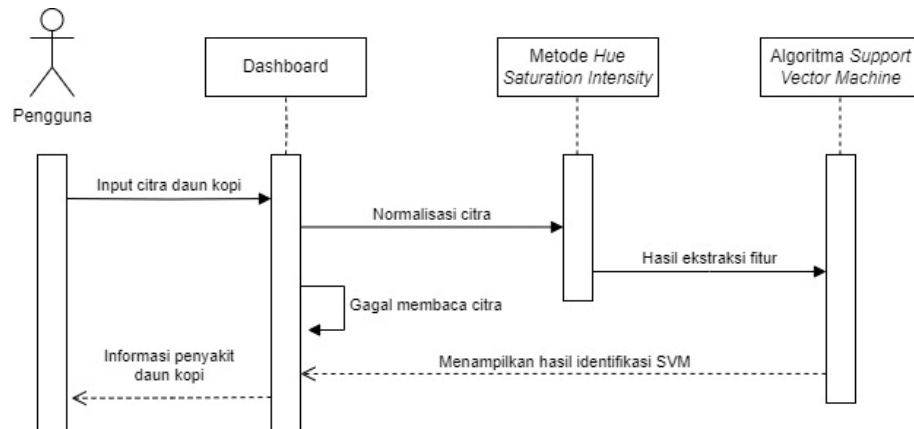 Dashboard
Metode Hue
Saturation Intensity
Algoritma Support
Vector Machine
Pengguna
Input citra daun kopi
Normalisasi citra
Hasil ekstraksi fitur
Gagal membaca citra
Informasi penyakit
daun kopi
Menampilkan hasil identifikasi SVM